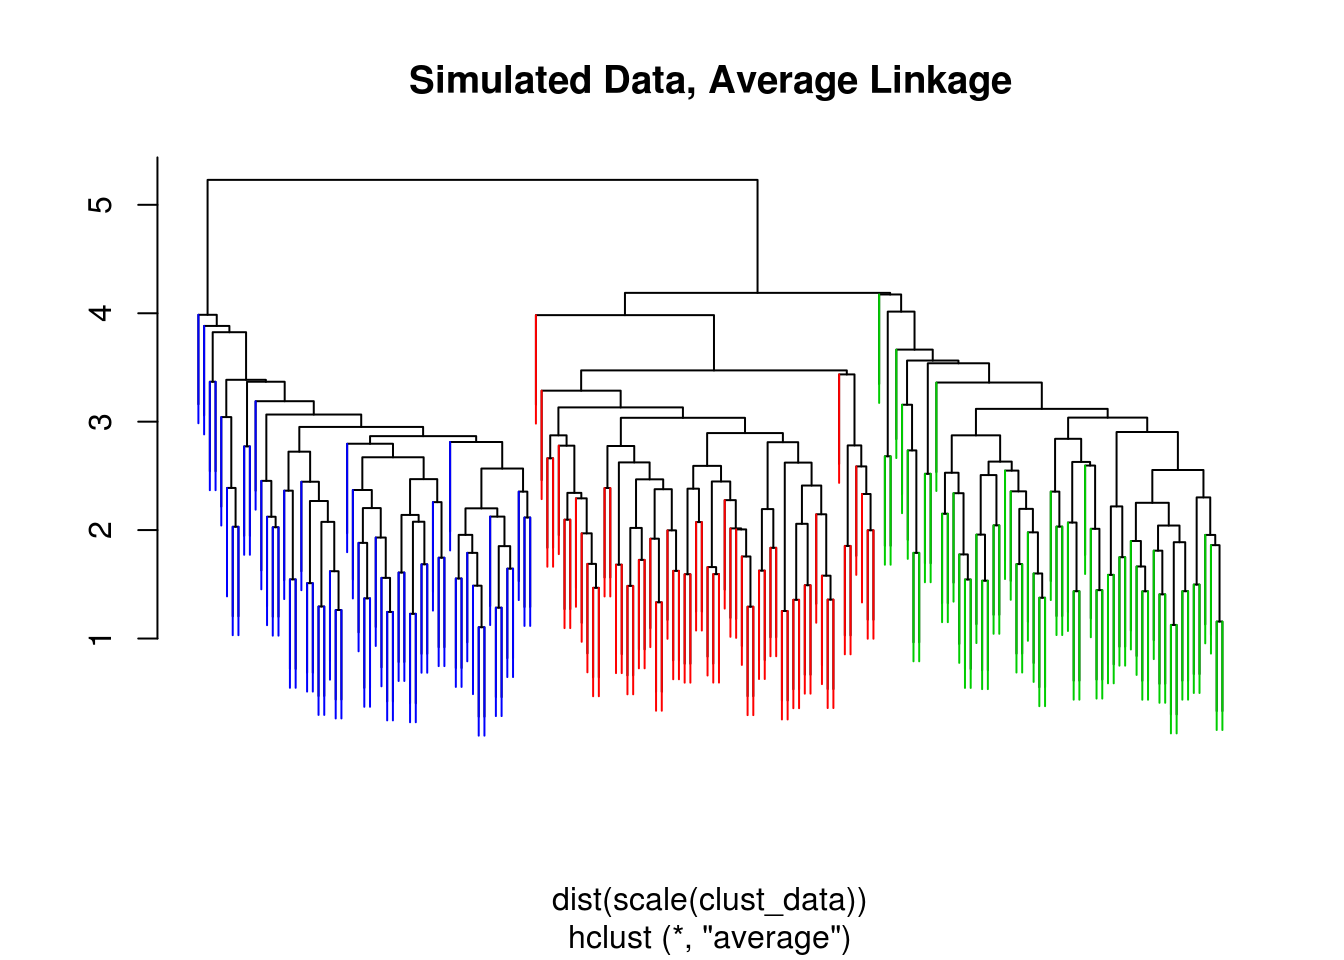 Simulated Data, Average Linkage
5
4
3
2
1
dist(scale(clust_data))
hclust (*, "average")